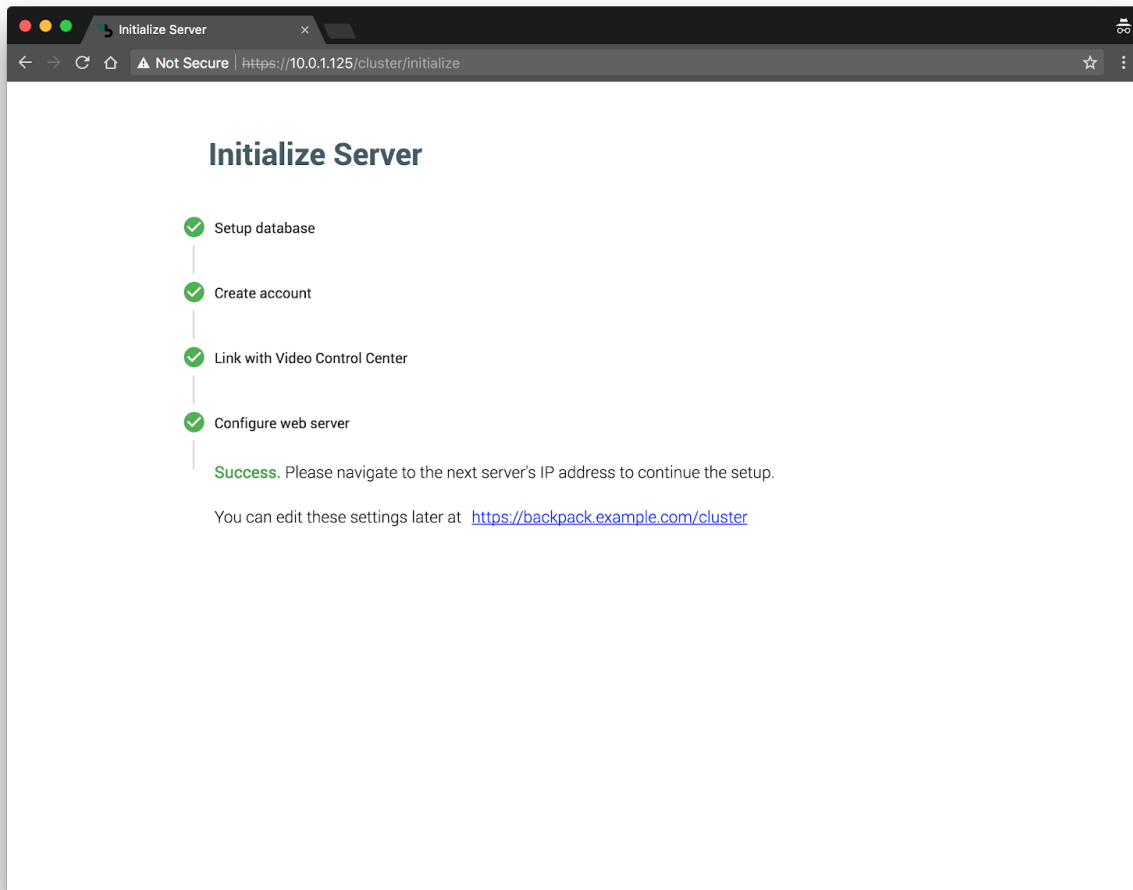 Initialize Server
Not Secure https://10.0.1.125/cluster/initialize
Initialize Server
Setup database
Create account
Link with Video Control Center
Configure web server
Success. Please navigate to the next server's IP address to continue the setup.
You can edit these settings later at https://backpack.example.com/cluster